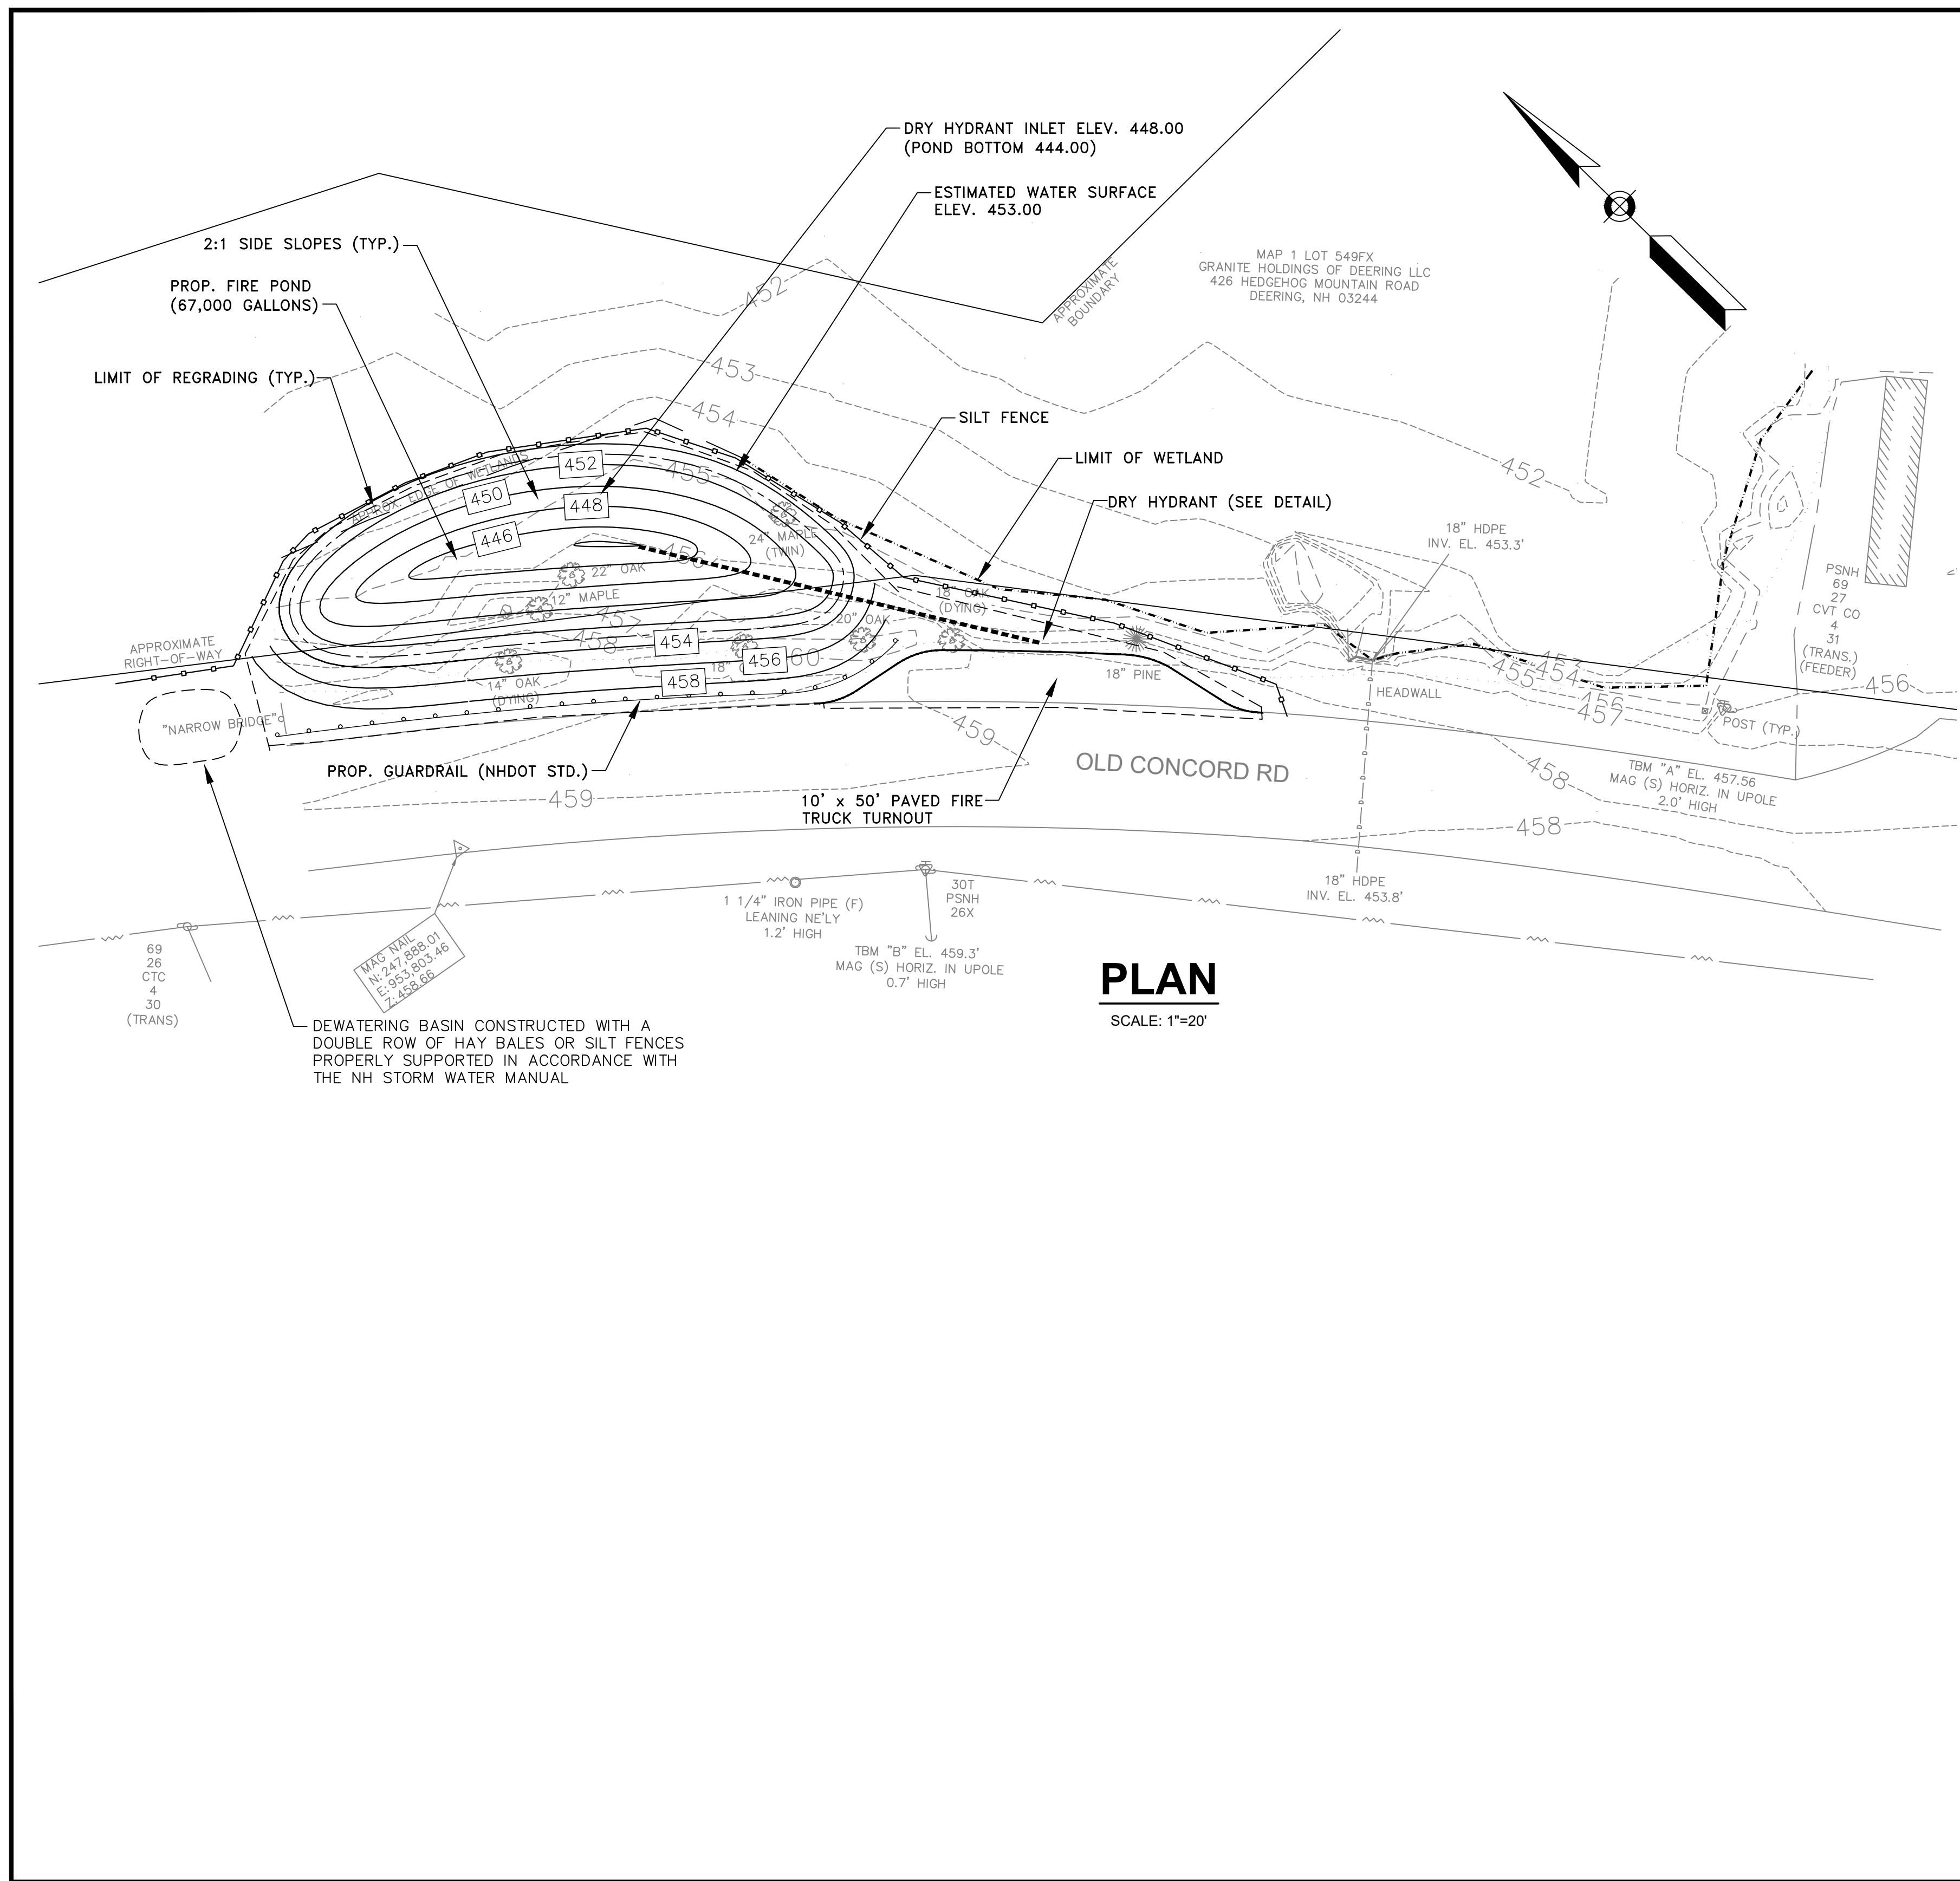 DRY HYDRANT INLET ELEV. 448.00
(POND BOTTOM 444.00)
ESTIMATED WATER SURFACE
ELEV. 453.00
2:1 SIDE SLOPES (TYP.)
PROP. FIRE POND
(67,000 GALLONS)
LIMIT OF REGRADING (TYP.)
MAP 1 LOT 549FX
GRANITE HOLDINGS OF DEERING LLC
426 HEDGEHOG MOUNTAIN ROAD
DEERING, NH 03244
APPROXIMATE
BOUNDARY
452
453
454
SILT FENCE
LIMIT OF WETLAND
DRY HYDRANT (SEE DETAIL)
452
APPROX. EDGE OF WETLANDS
452
450
448
446
455
456
24" MAPLE
(TWIN)
22" OAK
12" MAPLE
457
458
18" OAK
(DYING)
20" OAK
18" HDPE
INV. EL. 453.3'
PSNH
69
27
CVT CO
4
31
(TRANS.)
(FEEDER)
APPROXIMATE
RIGHT-OF-WAY
454
456
458
60
14" OAK
(DYING)
18" PINE
HEADWALL
454
455
456
457
456
POST (TYP.)
"NARROW BRIDGE"
459
OLD CONCORD RD
458
TBM "A" EL. 457.56
MAG (S) HORIZ. IN UPOLE
2.0' HIGH
PROP. GUARDRAIL (NHDOT STD.)
459
10' x 50' PAVED FIRE
TRUCK TURNOUT
458
18" HDPE
INV. EL. 453.8'
1 1/4" IRON PIPE (F)
LEANING NE'LY
1.2' HIGH
30T
PSNH
26X
TBM "B" EL. 459.3'
MAG (S) HORIZ. IN UPOLE
0.7' HIGH
69
26
CTC
4
30
(TRANS)
MAG NAIL
N: 247,888.01
E: 953,803.46
Z: 458.66
PLAN
SCALE: 1"=20'
DEWATERING BASIN CONSTRUCTED WITH A
DOUBLE ROW OF HAY BALES OR SILT FENCES
PROPERLY SUPPORTED IN ACCORDANCE WITH
THE NH STORM WATER MANUAL